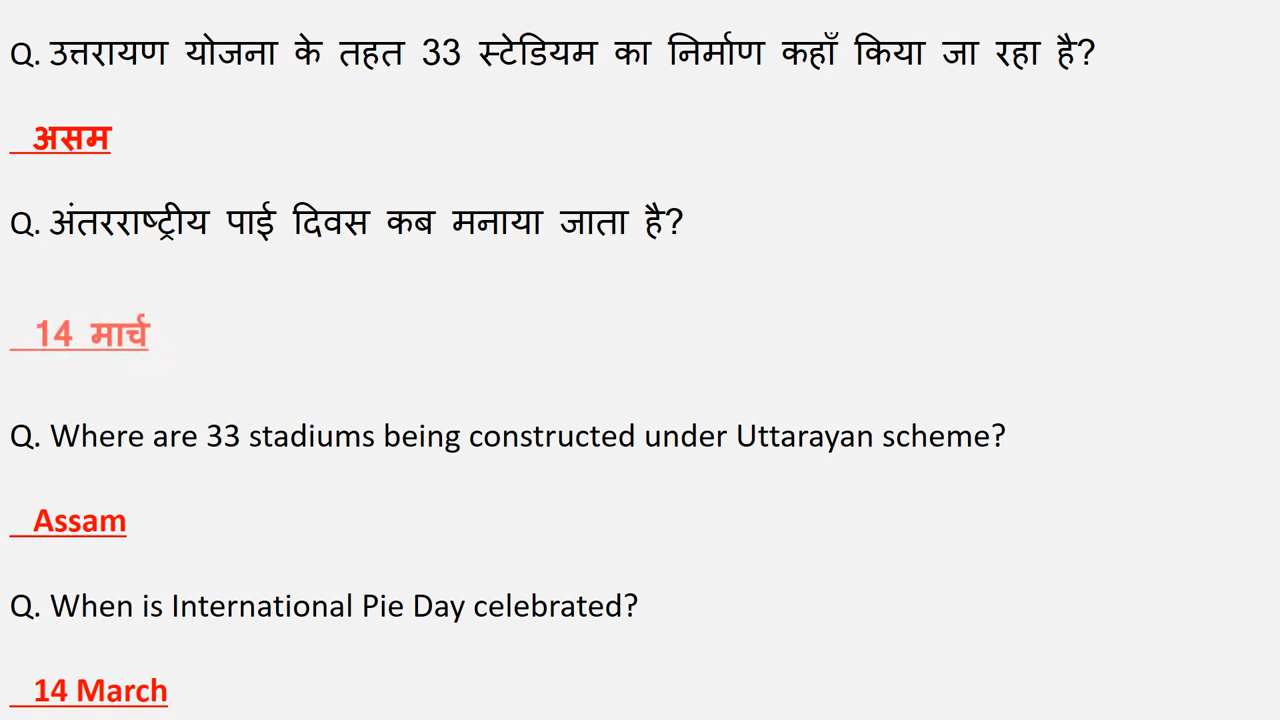 Q. उत्तरायण योजना के तहत 33 स्टेडियम का निर्माण कहाँ किया जा रहा है?
असम
Q. अंतरराष्ट्रीय पाई दिवस कब मनाया जाता है?
14 मार्च
Q. Where are 33 stadiums being constructed under Uttarayan scheme?
Assam
Q. When is International Pie Day celebrated?
14 March